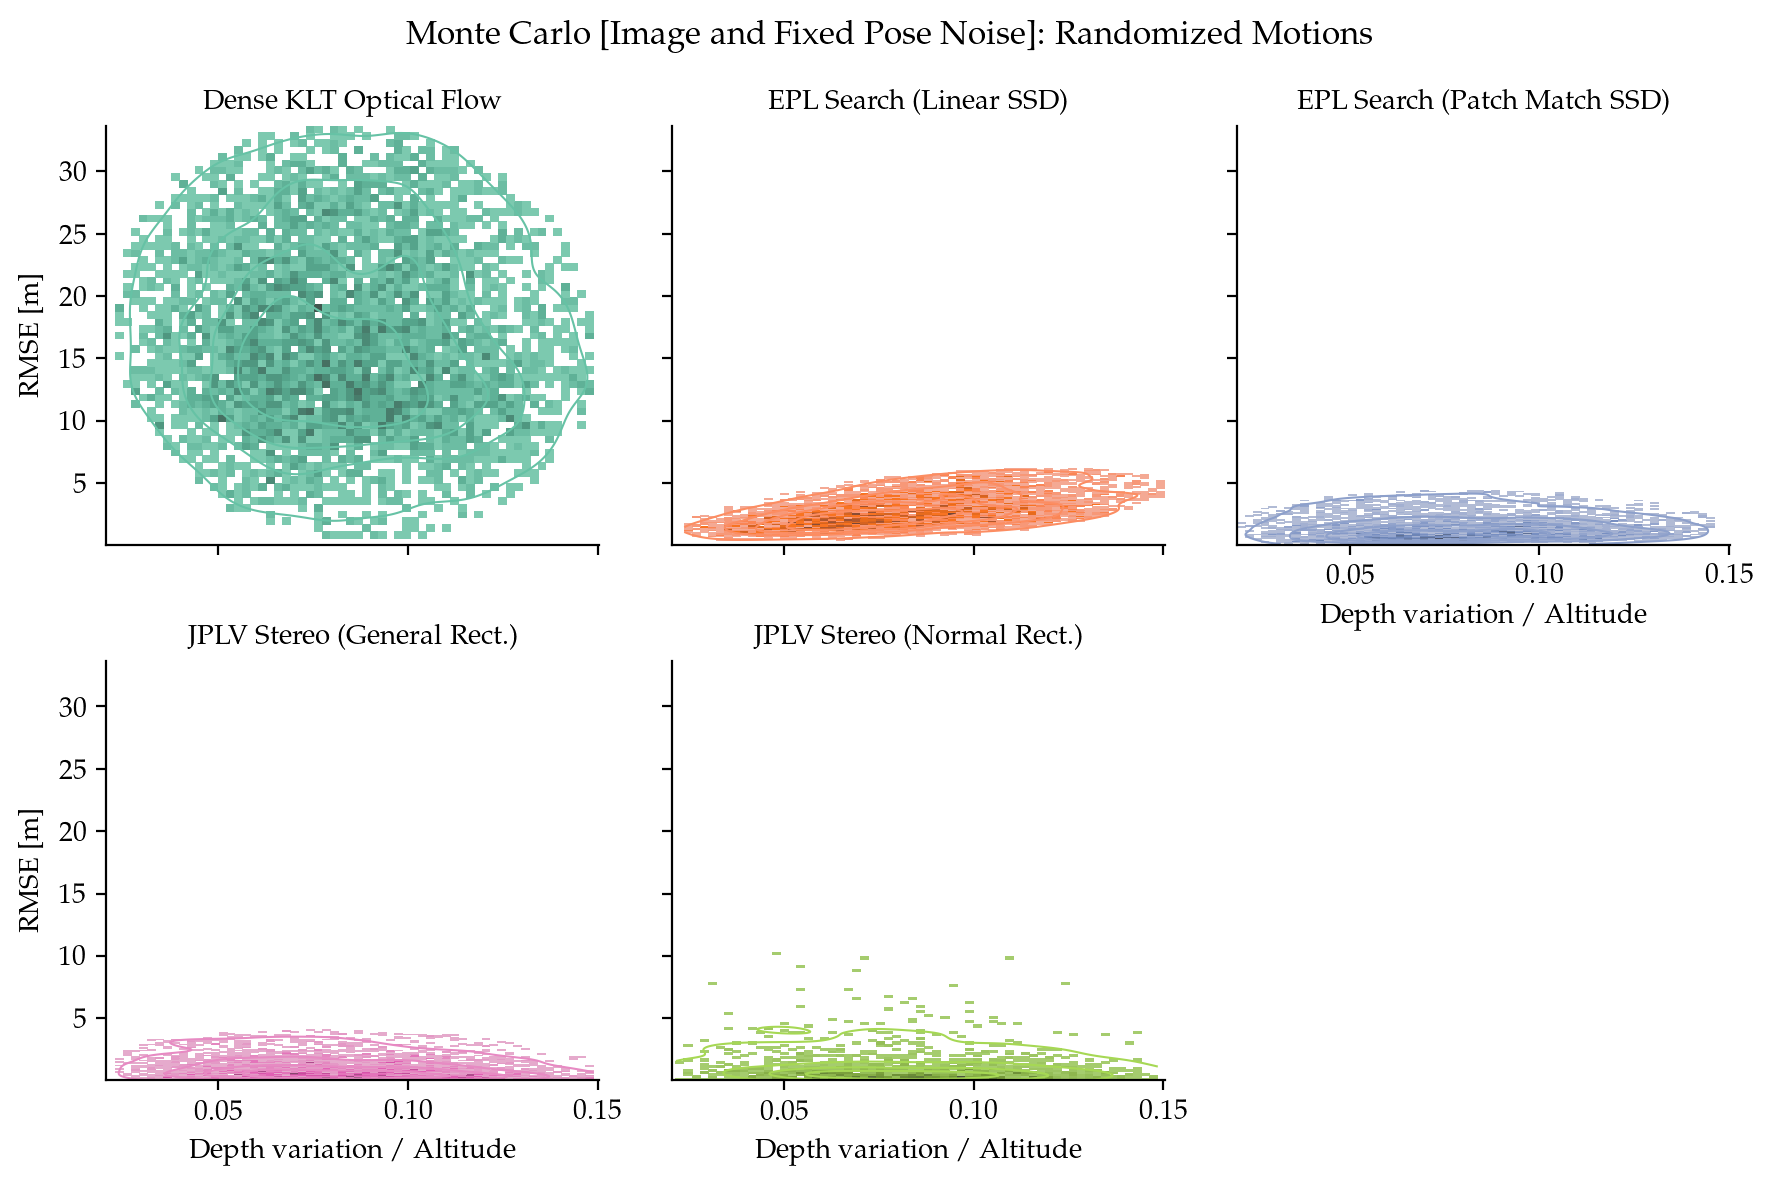 Monte Carlo [Image and Fixed Pose Noise]: Randomized Motions
Dense KLT Optical Flow
EPL Search (Linear SSD)
EPL Search (Patch Match SSD)
30
25
20
15
10
5
RMSE [m]
0.05
0.10
0.15
Depth variation / Altitude
JPLV Stereo (General Rect.)
JPLV Stereo (Normal Rect.)
30
25
20
15
10
5
RMSE [m]
0.05
0.10
0.15
Depth variation / Altitude
0.05
0.10
0.15
Depth variation / Altitude